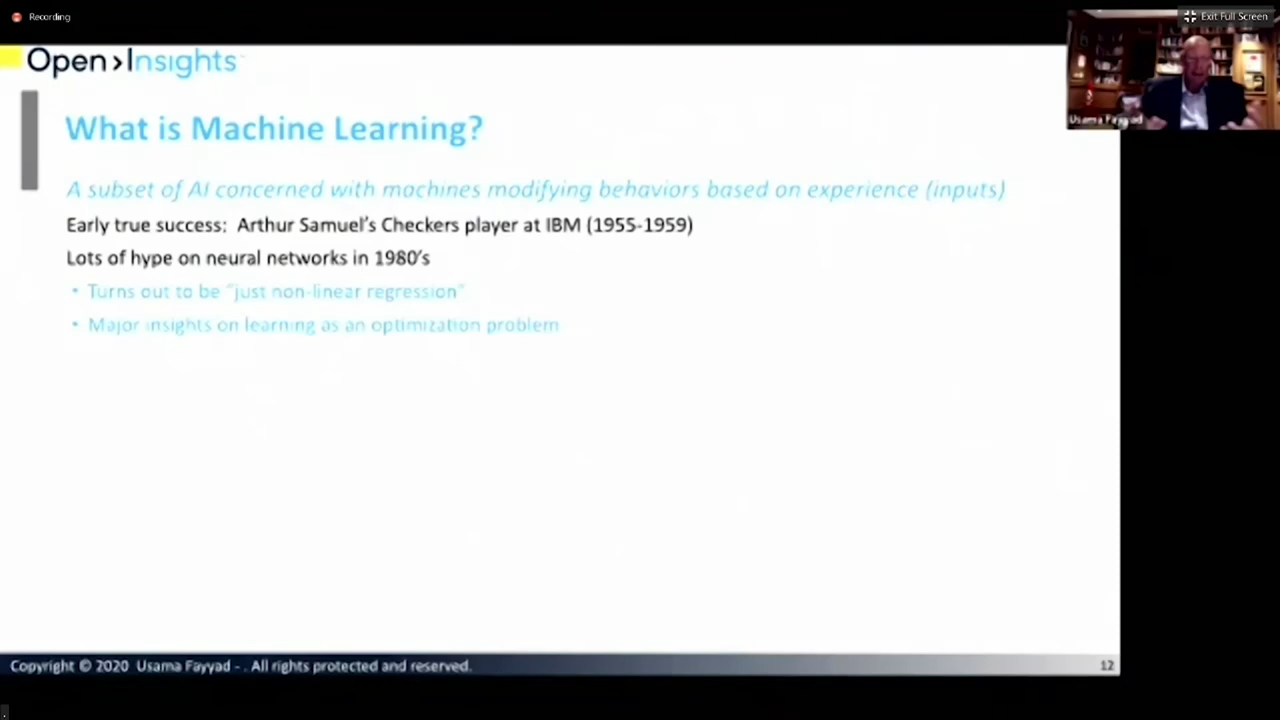 Recording
Exit Full Screen
Open>Insights
Usama Fayyad
What is Machine Learning?
A subset of AI concerned with machines modifying behaviors based on experience (inputs)
Early true success: Arthur Samuel's Checkers player at IBM (1955-1959)
Lots of hype on neural networks in 1980's
• Turns out to be "just non-linear regression"
• Major insights on learning as an optimization problem
Copyright © 2020 Usama Fayyad - . All rights protected and reserved.
12